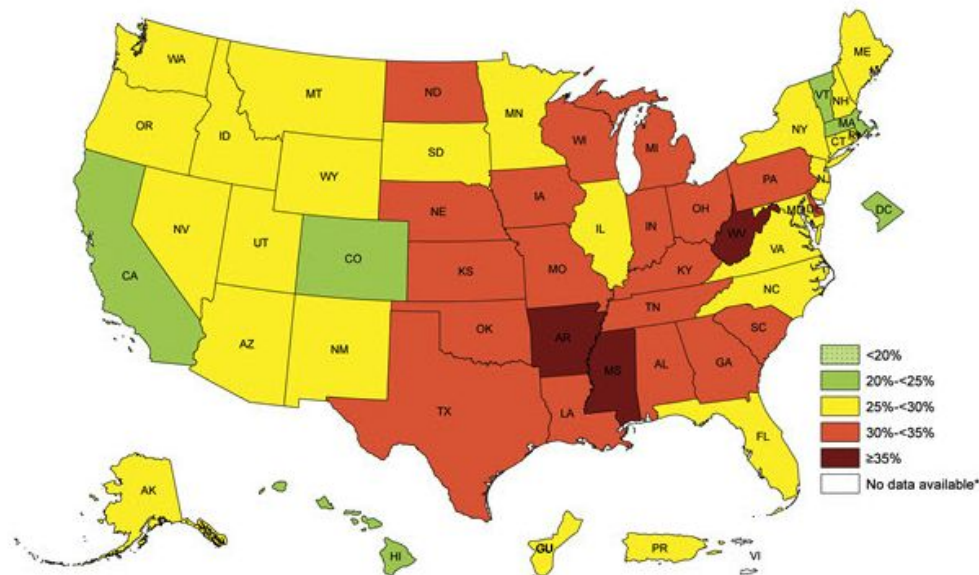 WA
MT
ND
MN
ME
OR
ID
SD
WI
MI
VT
NH
NY
MA
CT
WY
NE
IA
PA
NJ
NV
UT
CO
IL
IN
OH
MD
DE
DC
CA
KS
MO
KY
WV
VA
AZ
NM
OK
AR
TN
NC
SC
TX
LA
MS
AL
GA
FL
AK
HI
GU
PR
VI
<20%
20%-<25%
25%-<30%
30%-<35%
≥35%
No data available*